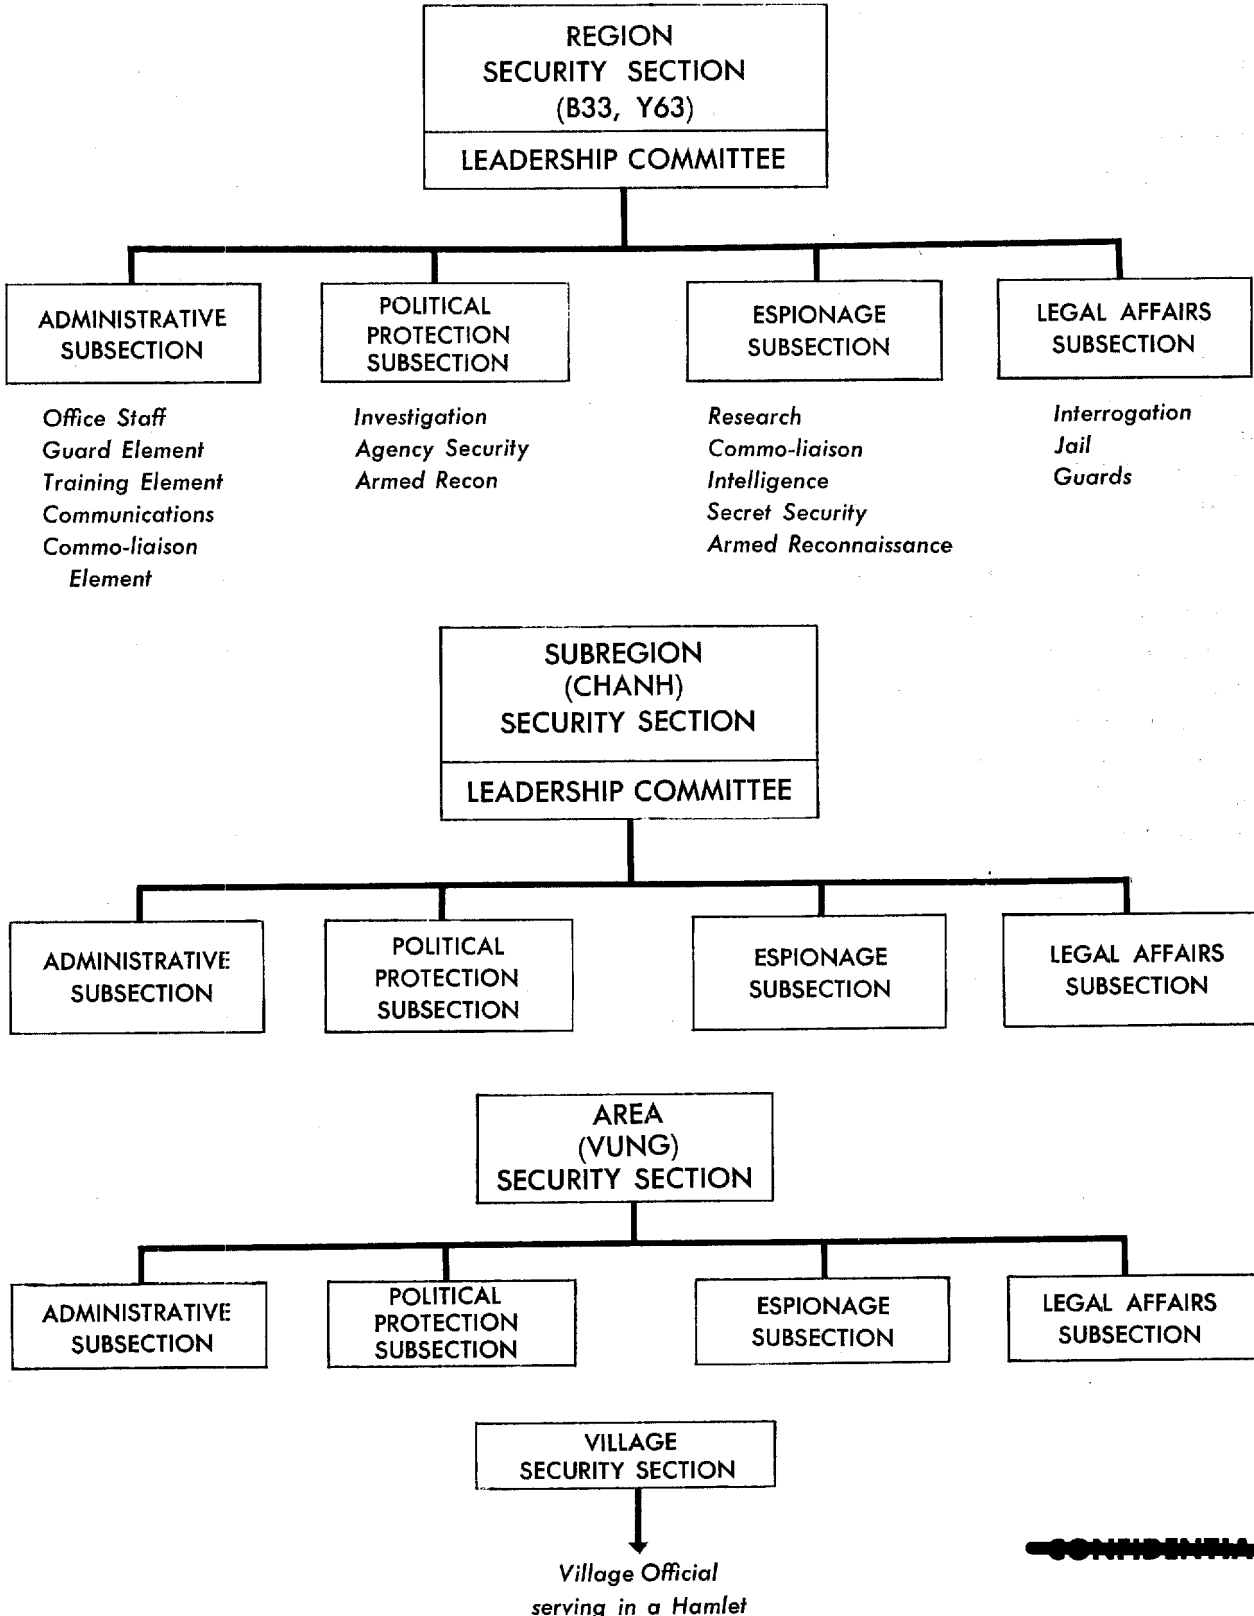 REGION
SECURITY SECTION
(B33, Y63)
LEADERSHIP COMMITTEE
ADMINISTRATIVE
SUBSECTION
Office Staff
Guard Element
Training Element
Communications
Commo-liaison
Element
POLITICAL
PROTECTION
SUBSECTION
Investigation
Agency Security
Armed Recon
ESPIONAGE
SUBSECTION
Research
Commo-liaison
Intelligence
Secret Security
Armed Reconnaissance
LEGAL AFFAIRS
SUBSECTION
Interrogation
Jail
Guards
SUBREGION
(CHANH)
SECURITY SECTION
LEADERSHIP COMMITTEE
ADMINISTRATIVE
SUBSECTION
POLITICAL
PROTECTION
SUBSECTION
ESPIONAGE
SUBSECTION
LEGAL AFFAIRS
SUBSECTION
AREA
(VUNG)
SECURITY SECTION
ADMINISTRATIVE
SUBSECTION
POLITICAL
PROTECTION
SUBSECTION
ESPIONAGE
SUBSECTION
LEGAL AFFAIRS
SUBSECTION
VILLAGE
SECURITY SECTION
Village Official
serving in a Hamlet
CONFIDENTIA